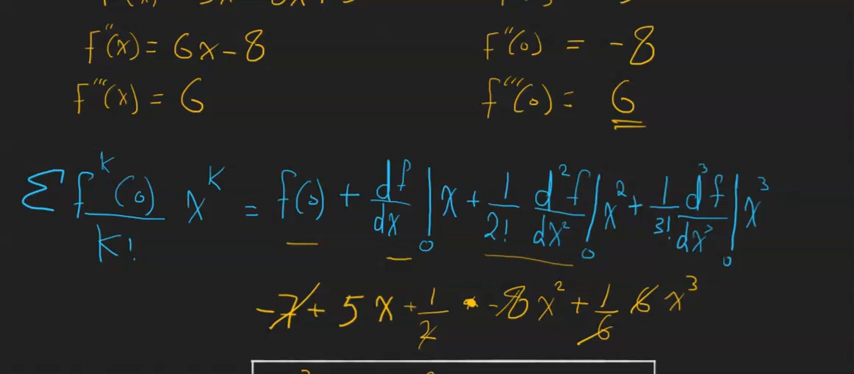 f''(x) = 6x - 8
f''(0) = -8
f'''(x) = 6
f'''(0) = 6
Σ f^k(0)/k! x^k = f(0) + df/dx |_0 x + 1/2! d²f/dx² |_0 x² + 1/3! d³f/dx³ |_0 x³
-7 + 5x + 1/2 · -8x² + 1/6 6x³